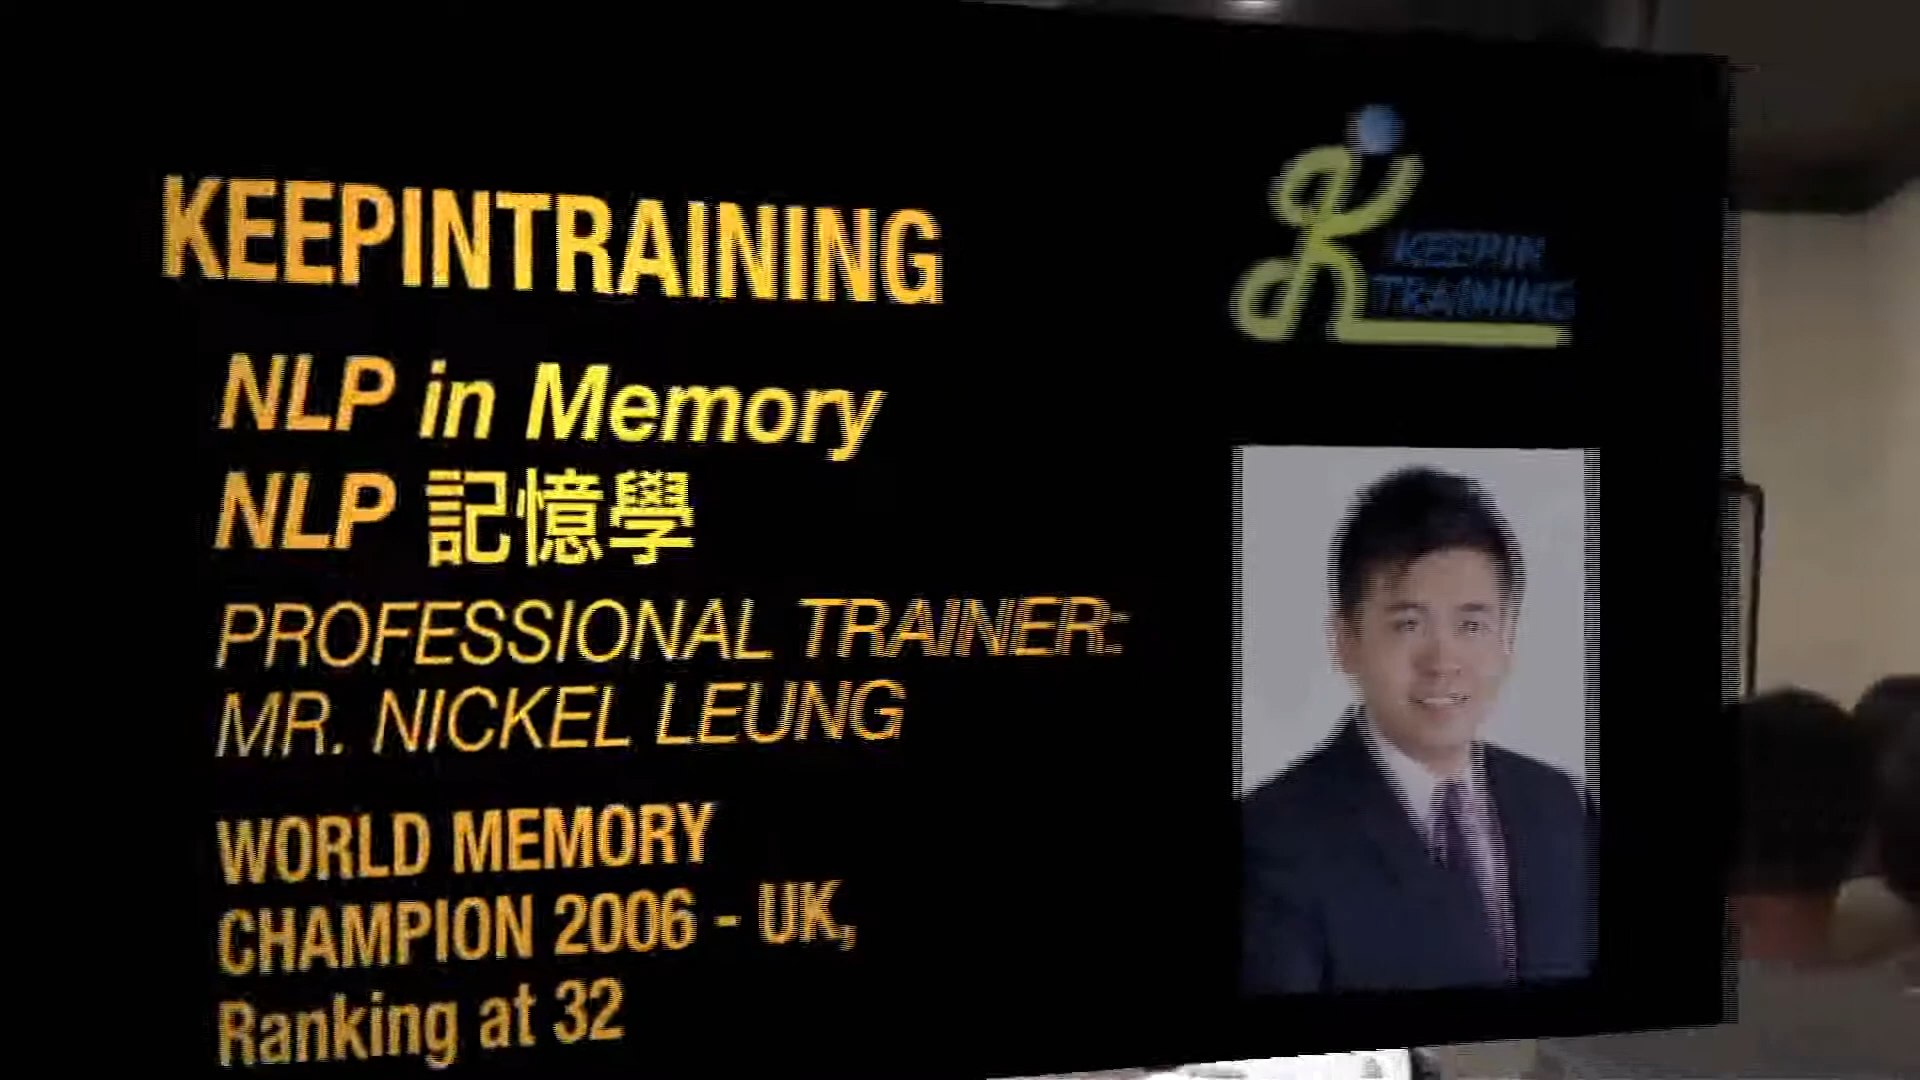 KEEPINTRAINING
KEEPIN
TRAINING
NLP in Memory
NLP 記憶學
PROFESSIONAL TRAINER:
MR. NICKEL LEUNG
WORLD MEMORY
CHAMPION 2006 - UK,
Ranking at 32